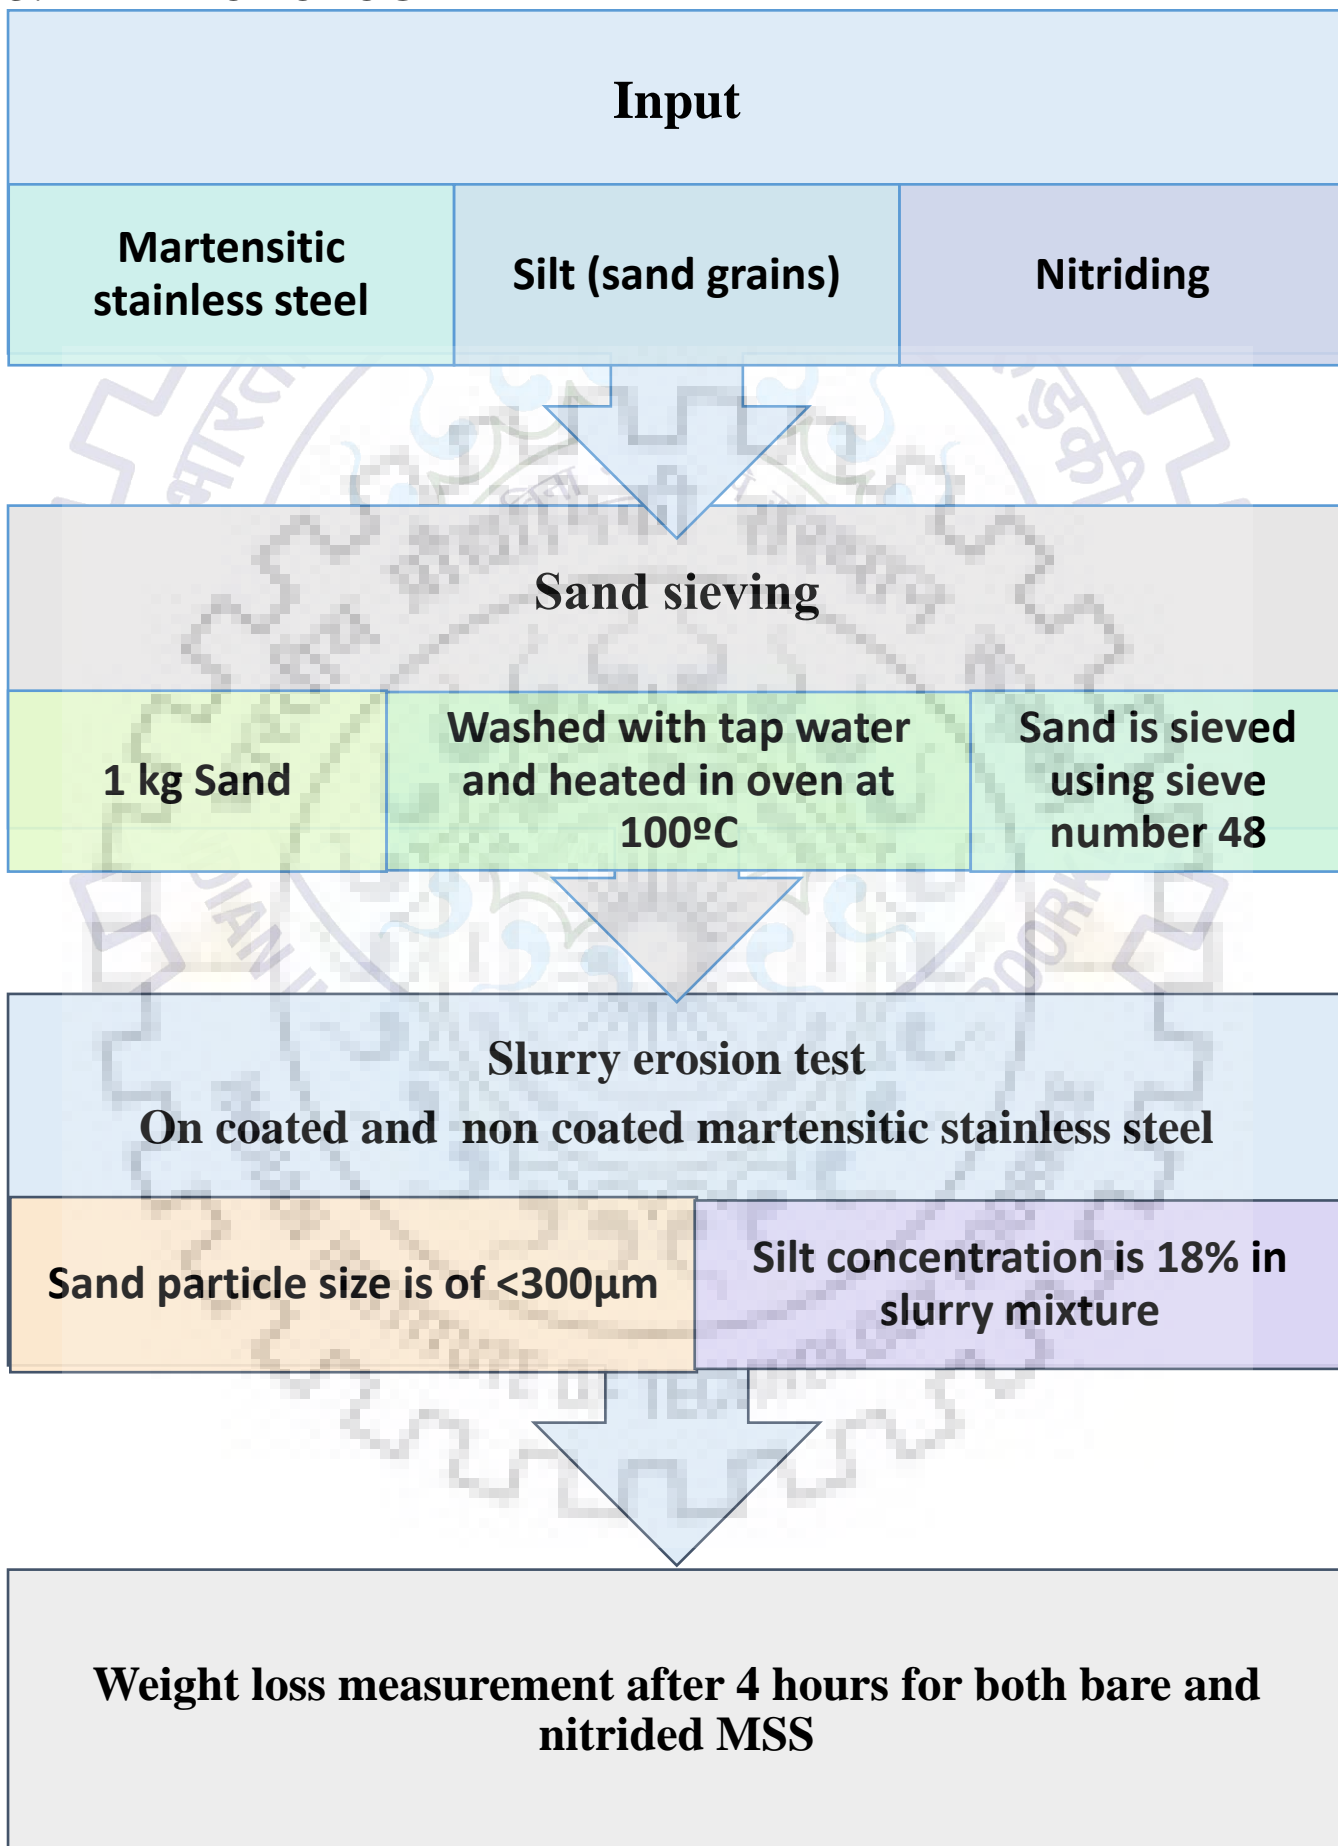 Input
Martensitic
stainless steel
Silt (sand grains)
Nitriding
Sand sieving
1 kg Sand
Washed with tap water
and heated in oven at
100ºC
Sand is sieved
using sieve
number 48
Slurry erosion test
On coated and  non coated martensitic stainless steel
Sand particle size is of <300µm
Silt concentration is 18% in
slurry mixture
Weight loss measurement after 4 hours for both bare and
nitrided MSS